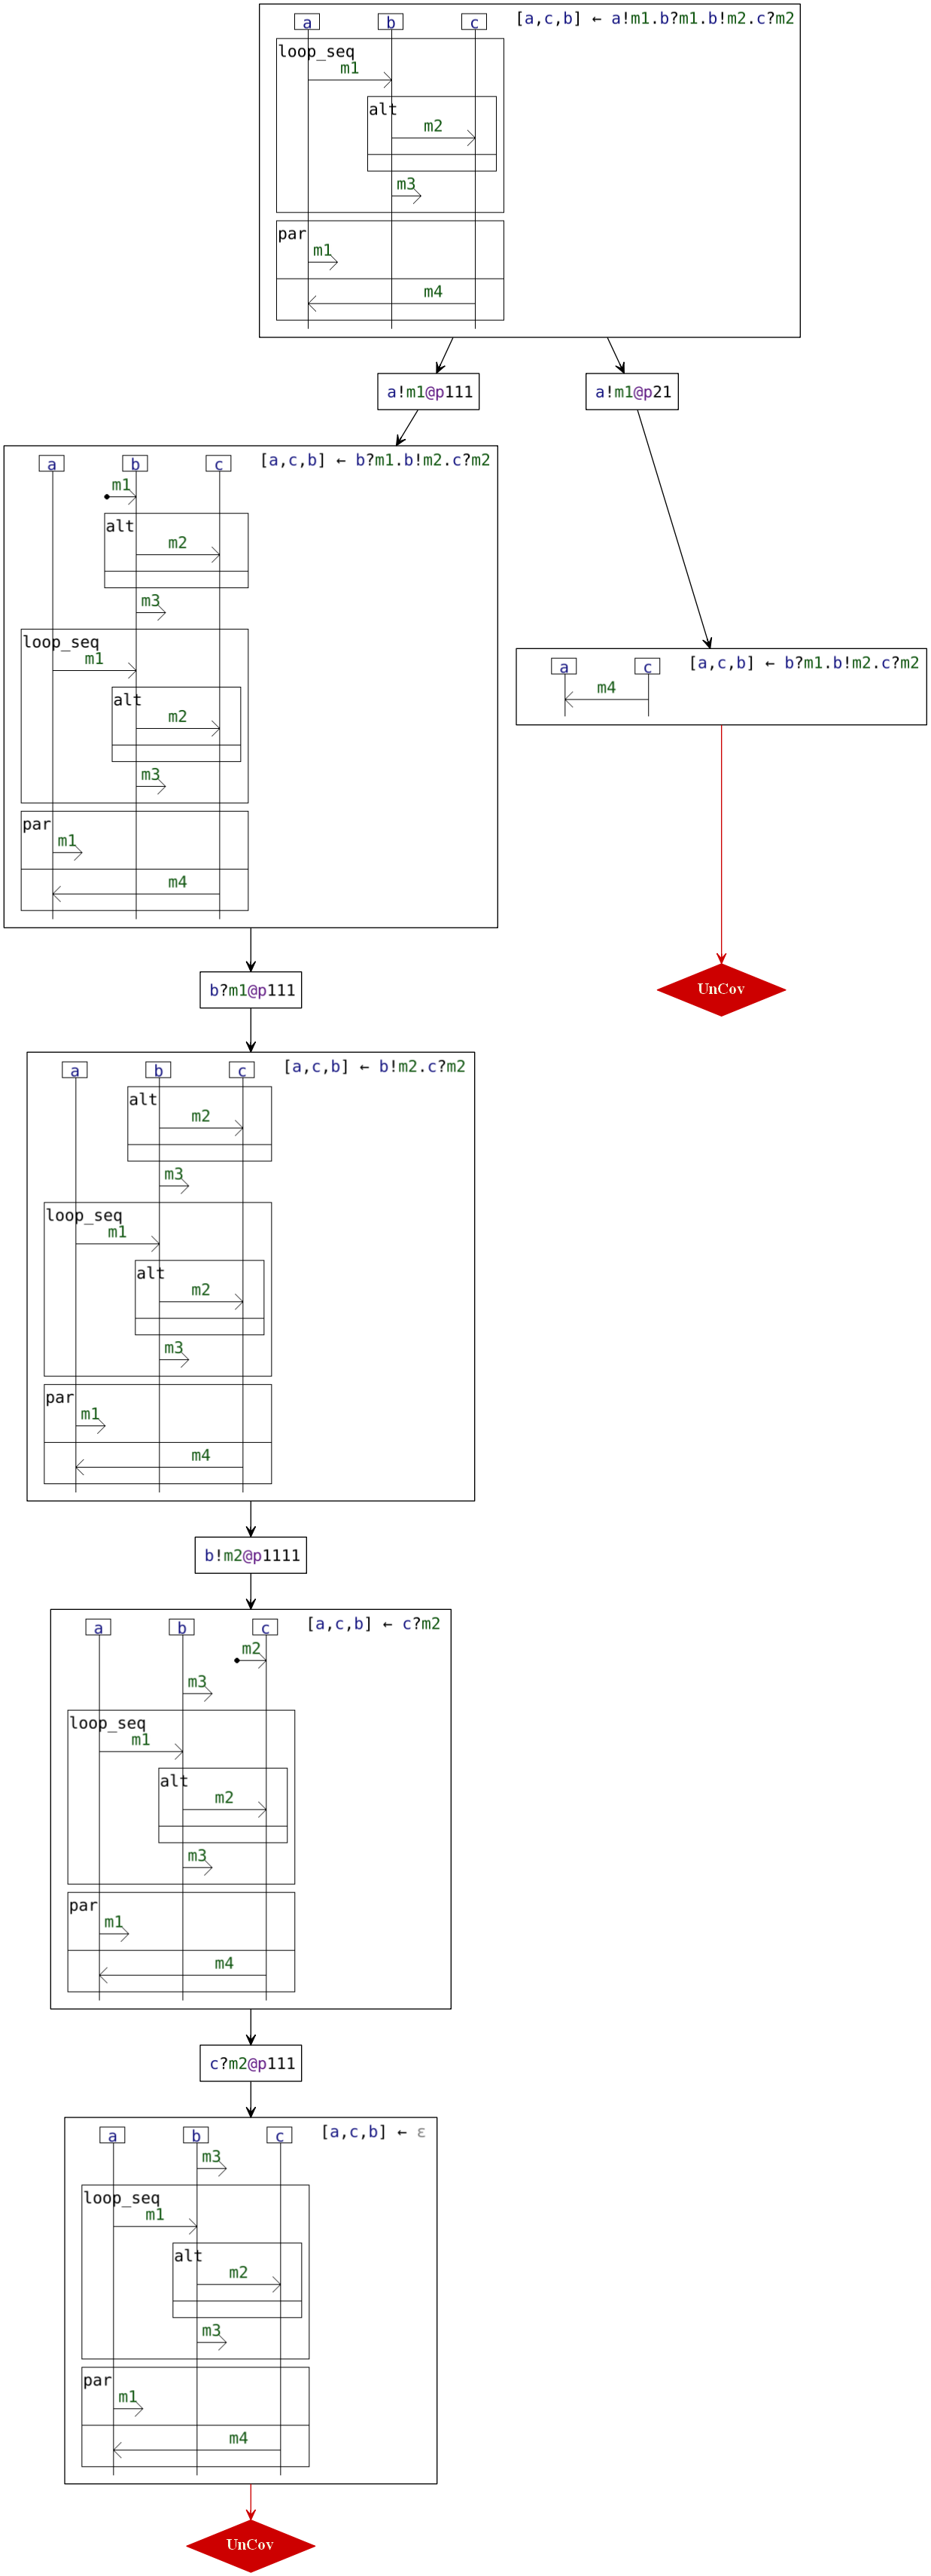 a b c [a,c,b] ← a!m1.b?m1.b!m2.c?m2
loop_seq
m1
alt
m2
m3
par
m1
m4
a!m1@p111 a!m1@p21
a b c [a,c,b] ← b?m1.b!m2.c?m2
m1
alt
m2
m3
loop_seq
m1
alt
m2
m3
par
m1
m4
a c [a,c,b] ← b?m1.b!m2.c?m2
m4
UnCov
b?m1@p111
a b c [a,c,b] ← b!m2.c?m2
alt
m2
m3
loop_seq
m1
alt
m2
m3
par
m1
m4
b!m2@p1111
a b c [a,c,b] ← c?m2
m2
m3
loop_seq
m1
alt
m2
m3
par
m1
m4
c?m2@p111
a b c [a,c,b] ← ε
m3
loop_seq
m1
alt
m2
m3
par
m1
m4
UnCov